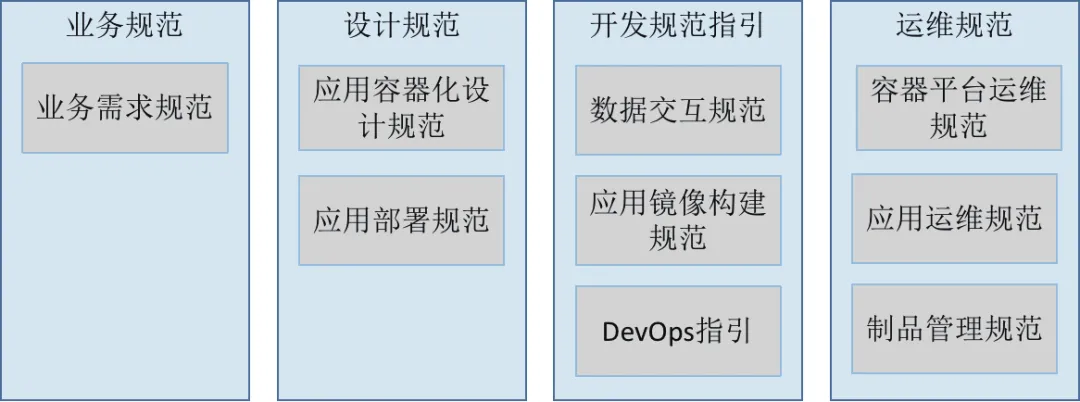 业务规范
业务需求规范
设计规范
应用容器化设
计规范
应用部署规范
开发规范指引
数据交互规范
应用镜像构建
规范
DevOps指引
运维规范
容器平台运维
规范
应用运维规范
制品管理规范